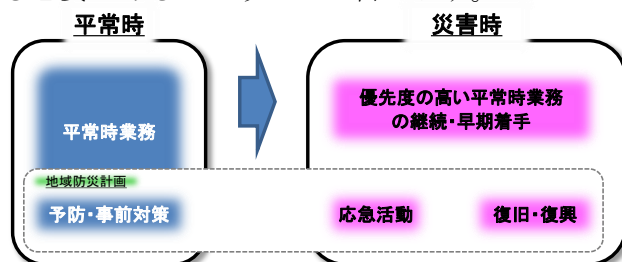 平常時
災害時
平常時業務
優先度の高い平常時業務
の継続・早期着手
地域防災計画
予防・事前対策
応急活動
復旧・復興